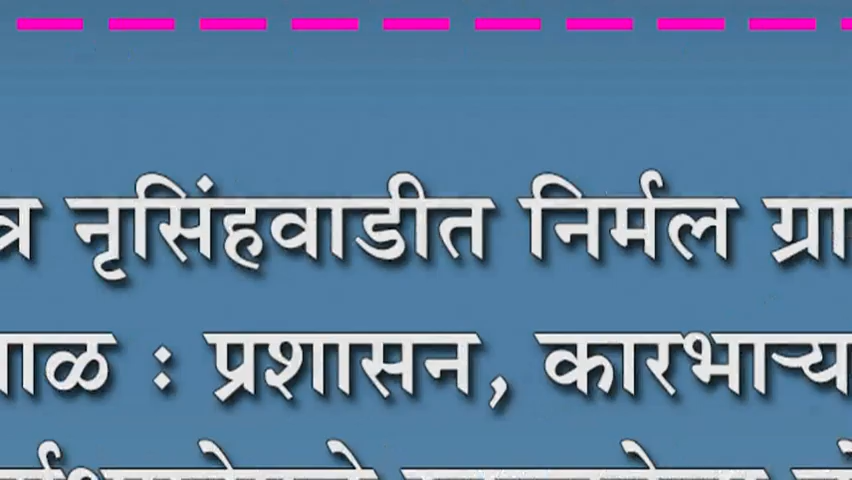 त्र नृसिंहवाडीत निर्मल ग्रा
ाळ : प्रशासन, कारभाऱ्य